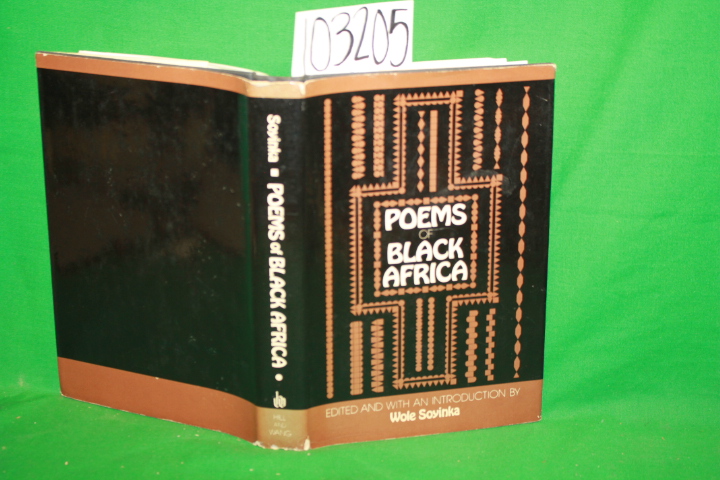 103205
Soyinka ■ POEMS of BLACK AFRICA •
HILL
AND
WANG
POEMS
OF
BLACK
AFRICA
EDITED AND WITH AN INTRODUCTION BY
Wole Soyinka